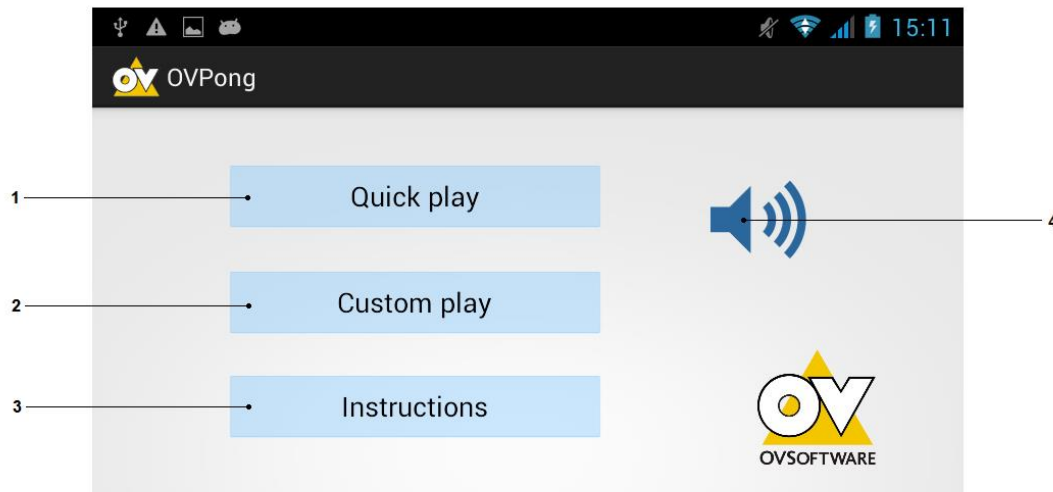 15:11
OV OVPong
1 Quick play
4
2 Custom play
3 Instructions
OV
OVSOFTWARE